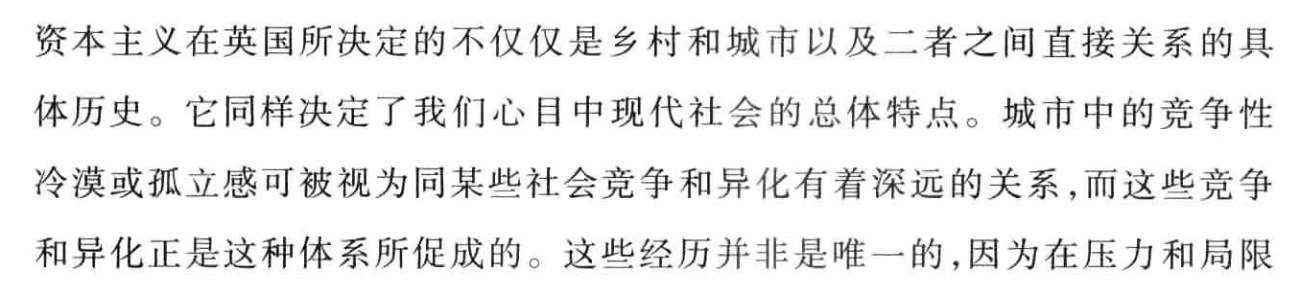 资本主义在英国所决定的不仅仅是乡村和城市以及二者之间直接关系的具
体历史。它同样决定了我们心目中现代社会的总体特点。城市中的竞争性
冷漠或孤立感可被视为同某些社会竞争和异化有着深远的关系,而这些竞争
和异化正是这种体系所促成的。这些经历并非是唯一的,因为在压力和局限